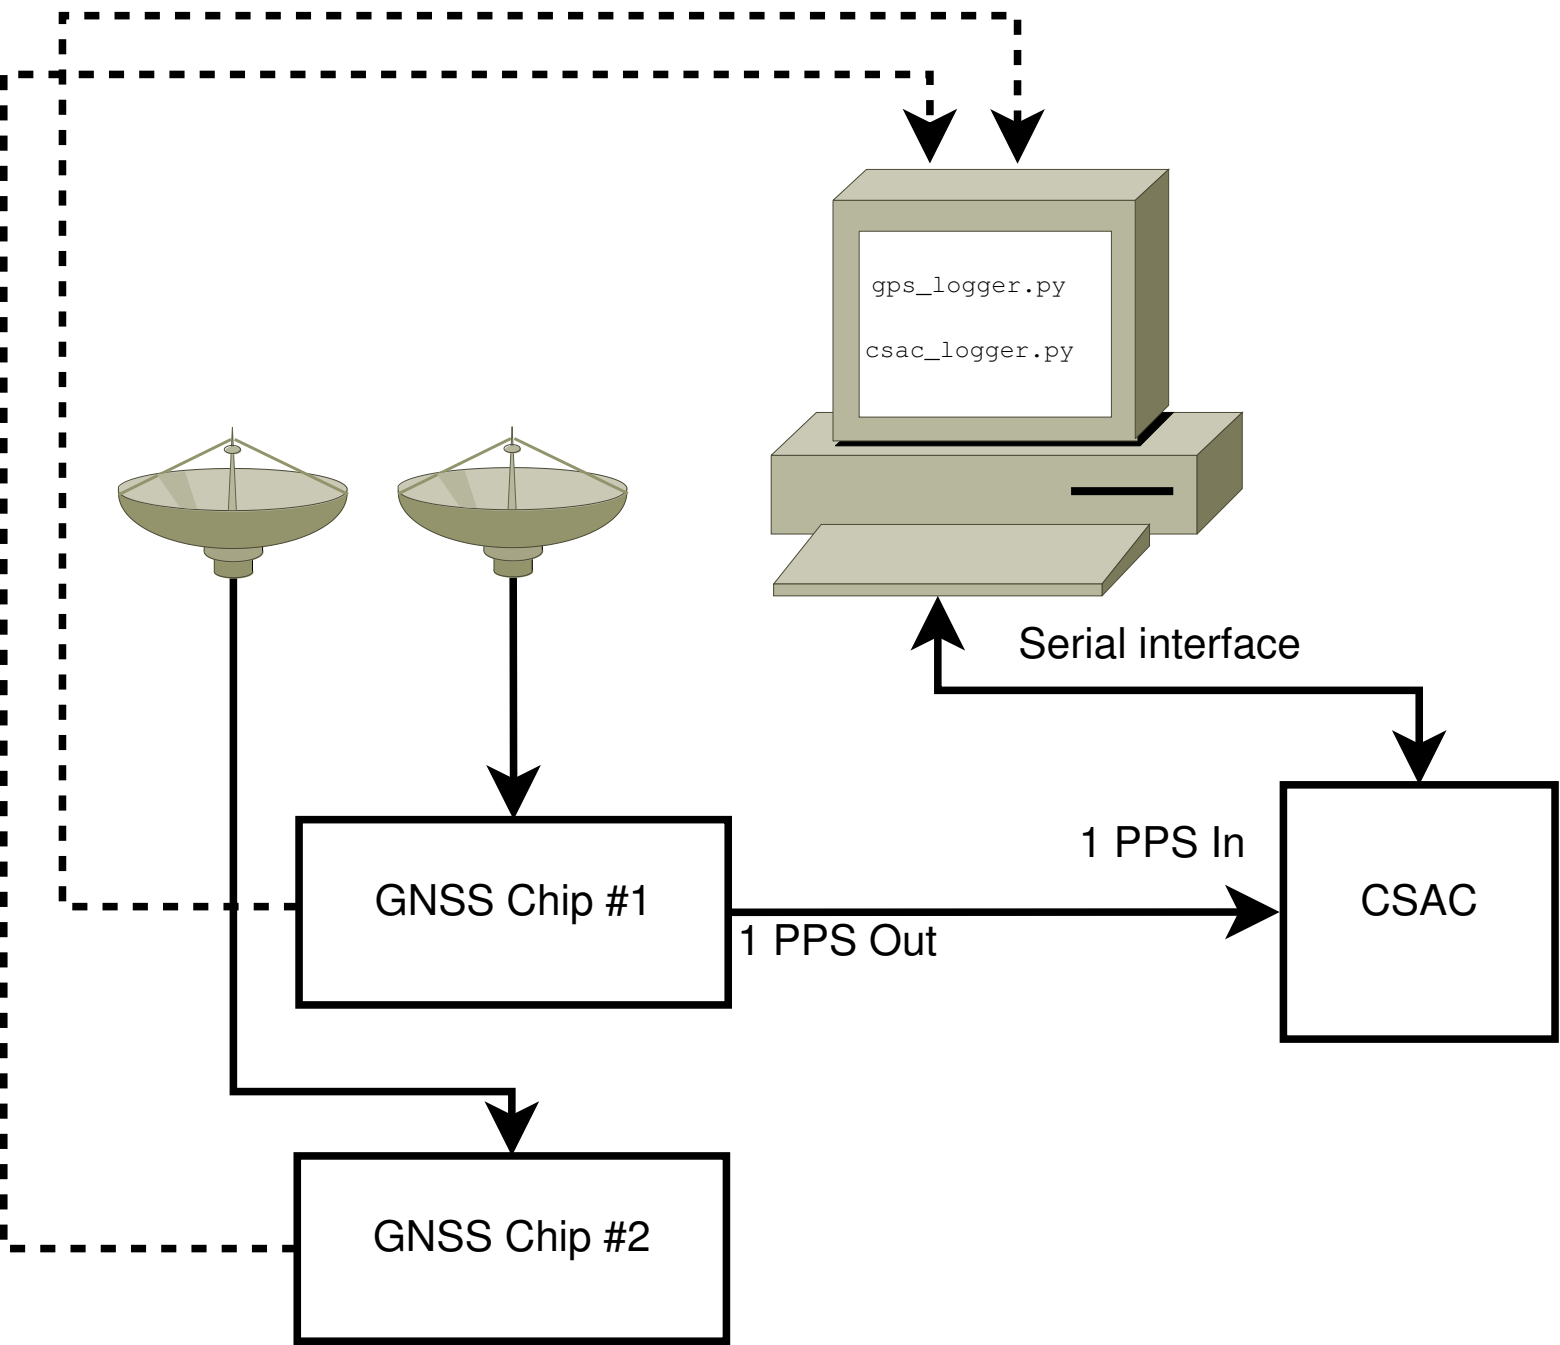 gps_logger.py
csac_logger.py
Serial interface
1 PPS In
GNSS Chip #1
CSAC
1 PPS Out
GNSS Chip #2